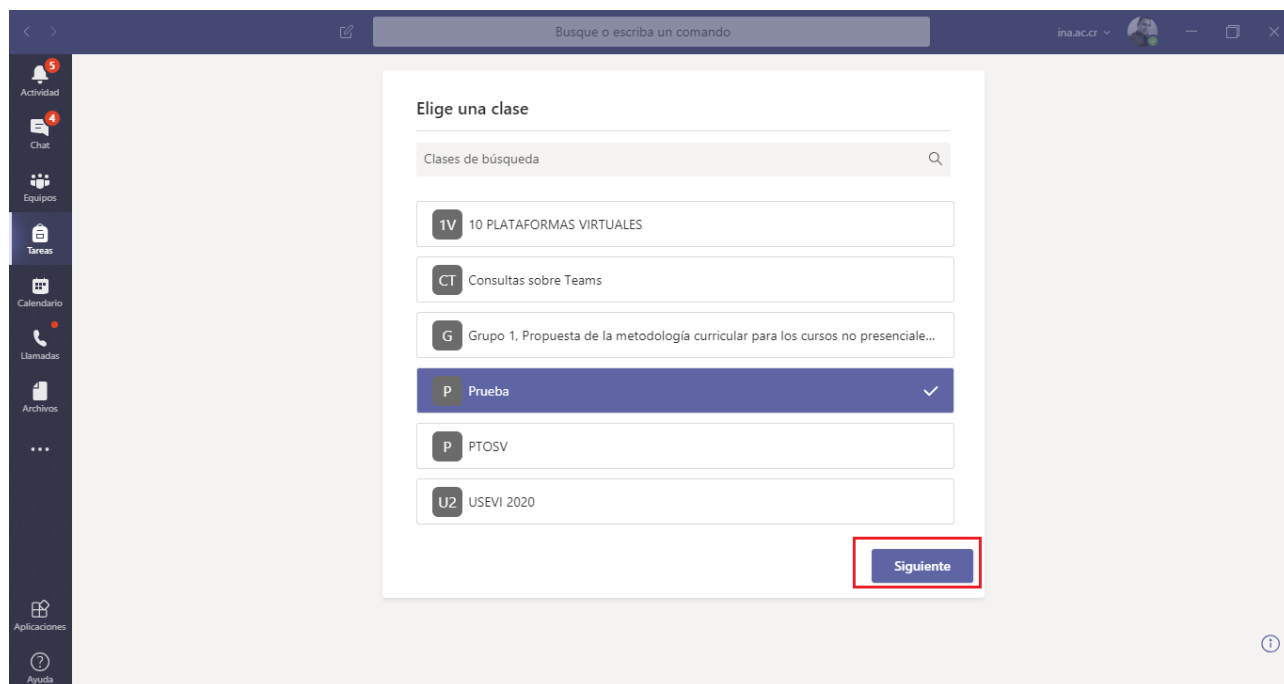 Busque o escriba un comando
ina.ac.cr
5
Actividad
4
Chat
Equipos
Tareas
Calendario
Llamadas
Archivos
Aplicaciones
Ayuda
Elige una clase
Clases de búsqueda
1V 10 PLATAFORMAS VIRTUALES
CT Consultas sobre Teams
G Grupo 1, Propuesta de la metodología curricular para los cursos no presenciale...
P Prueba
P PTOSV
U2 USEVI 2020
Siguiente